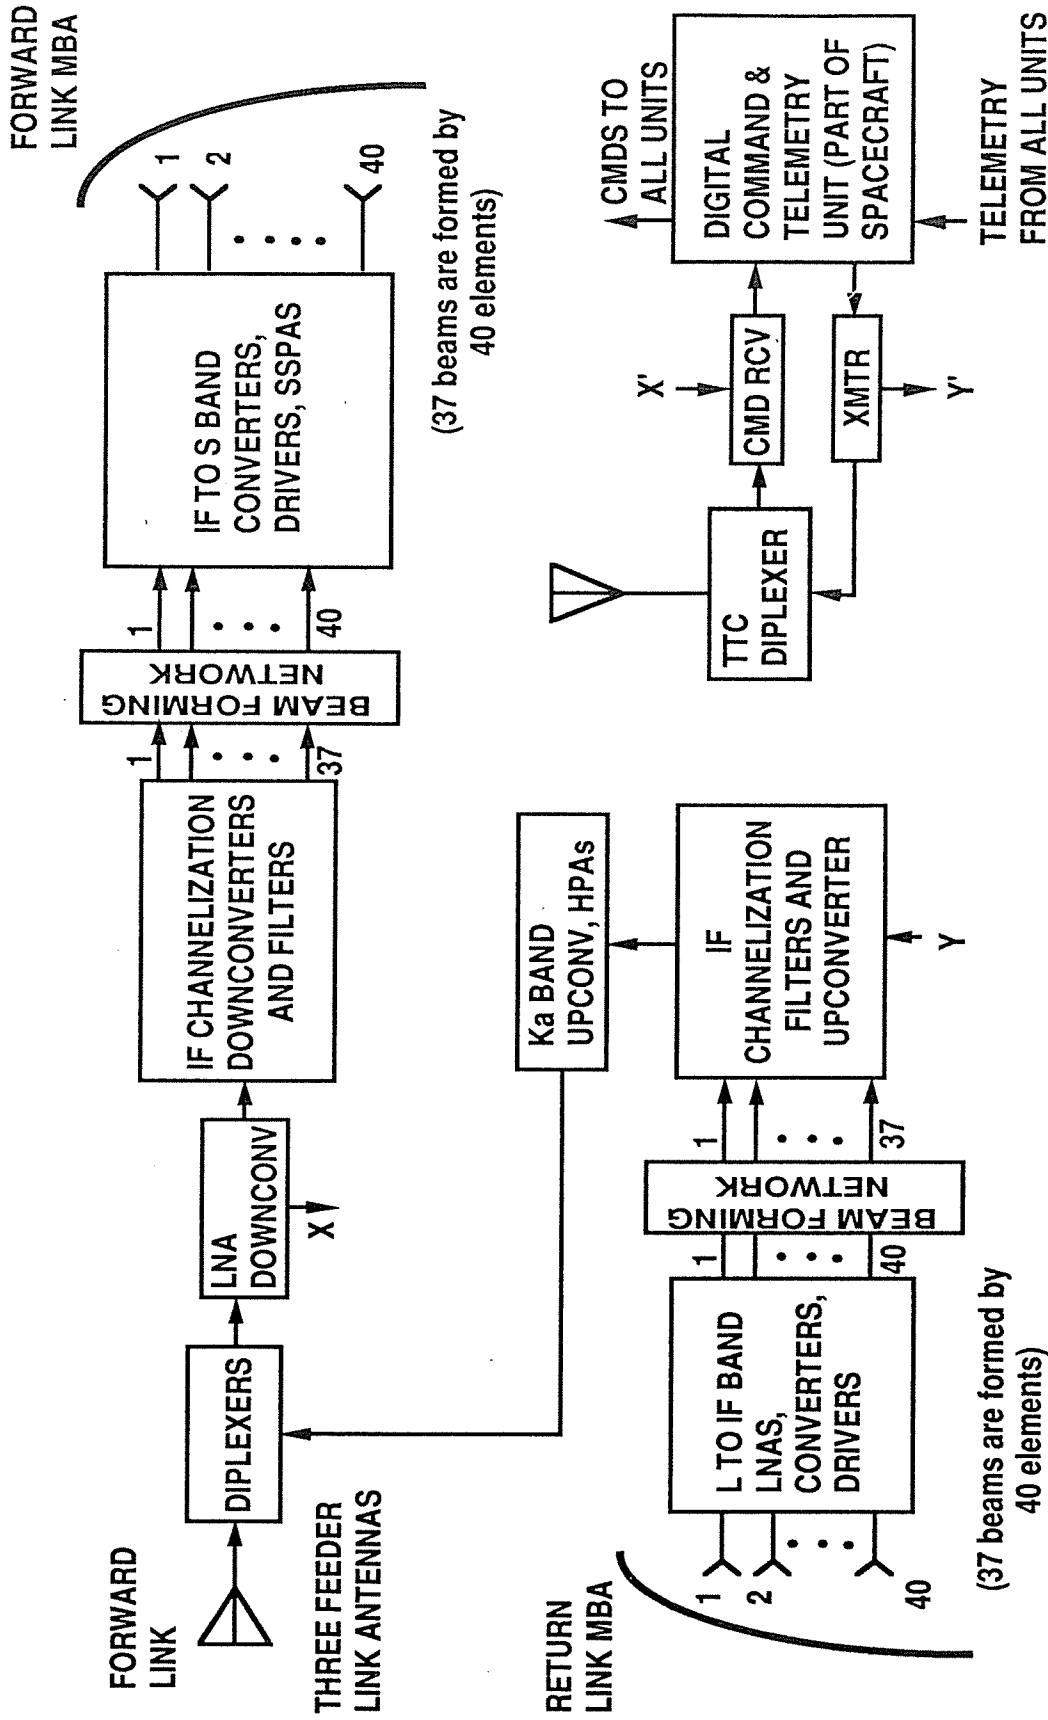 FORWARD
LINK
THREE FEEDER
LINK ANTENNAS
DIPLEXERS
LNA
DOWNCONV
X
IF CHANNELIZATION
DOWNCONVERTERS
AND FILTERS
1
37
BEAM FORMING
NETWORK
1
40
IF TO S BAND
CONVERTERS,
DRIVERS, SSPAS
1
2
40
FORWARD
LINK MBA
(37 beams are formed by
40 elements)
RETURN
LINK MBA
1
2
40
L TO IF BAND
LNAS,
CONVERTERS,
DRIVERS
(37 beams are formed by
40 elements)
1
40
BEAM FORMING
NETWORK
1
37
IF
CHANNELIZATION
FILTERS AND
UPCONVERTER
Y
Ka BAND
UPCONV, HPAs
TTC
DIPLEXER
X'
CMD RCV
XMTR
Y'
CMDS TO
ALL UNITS
DIGITAL
COMMAND &
TELEMETRY
UNIT (PART OF
SPACECRAFT)
TELEMETRY
FROM ALL UNITS